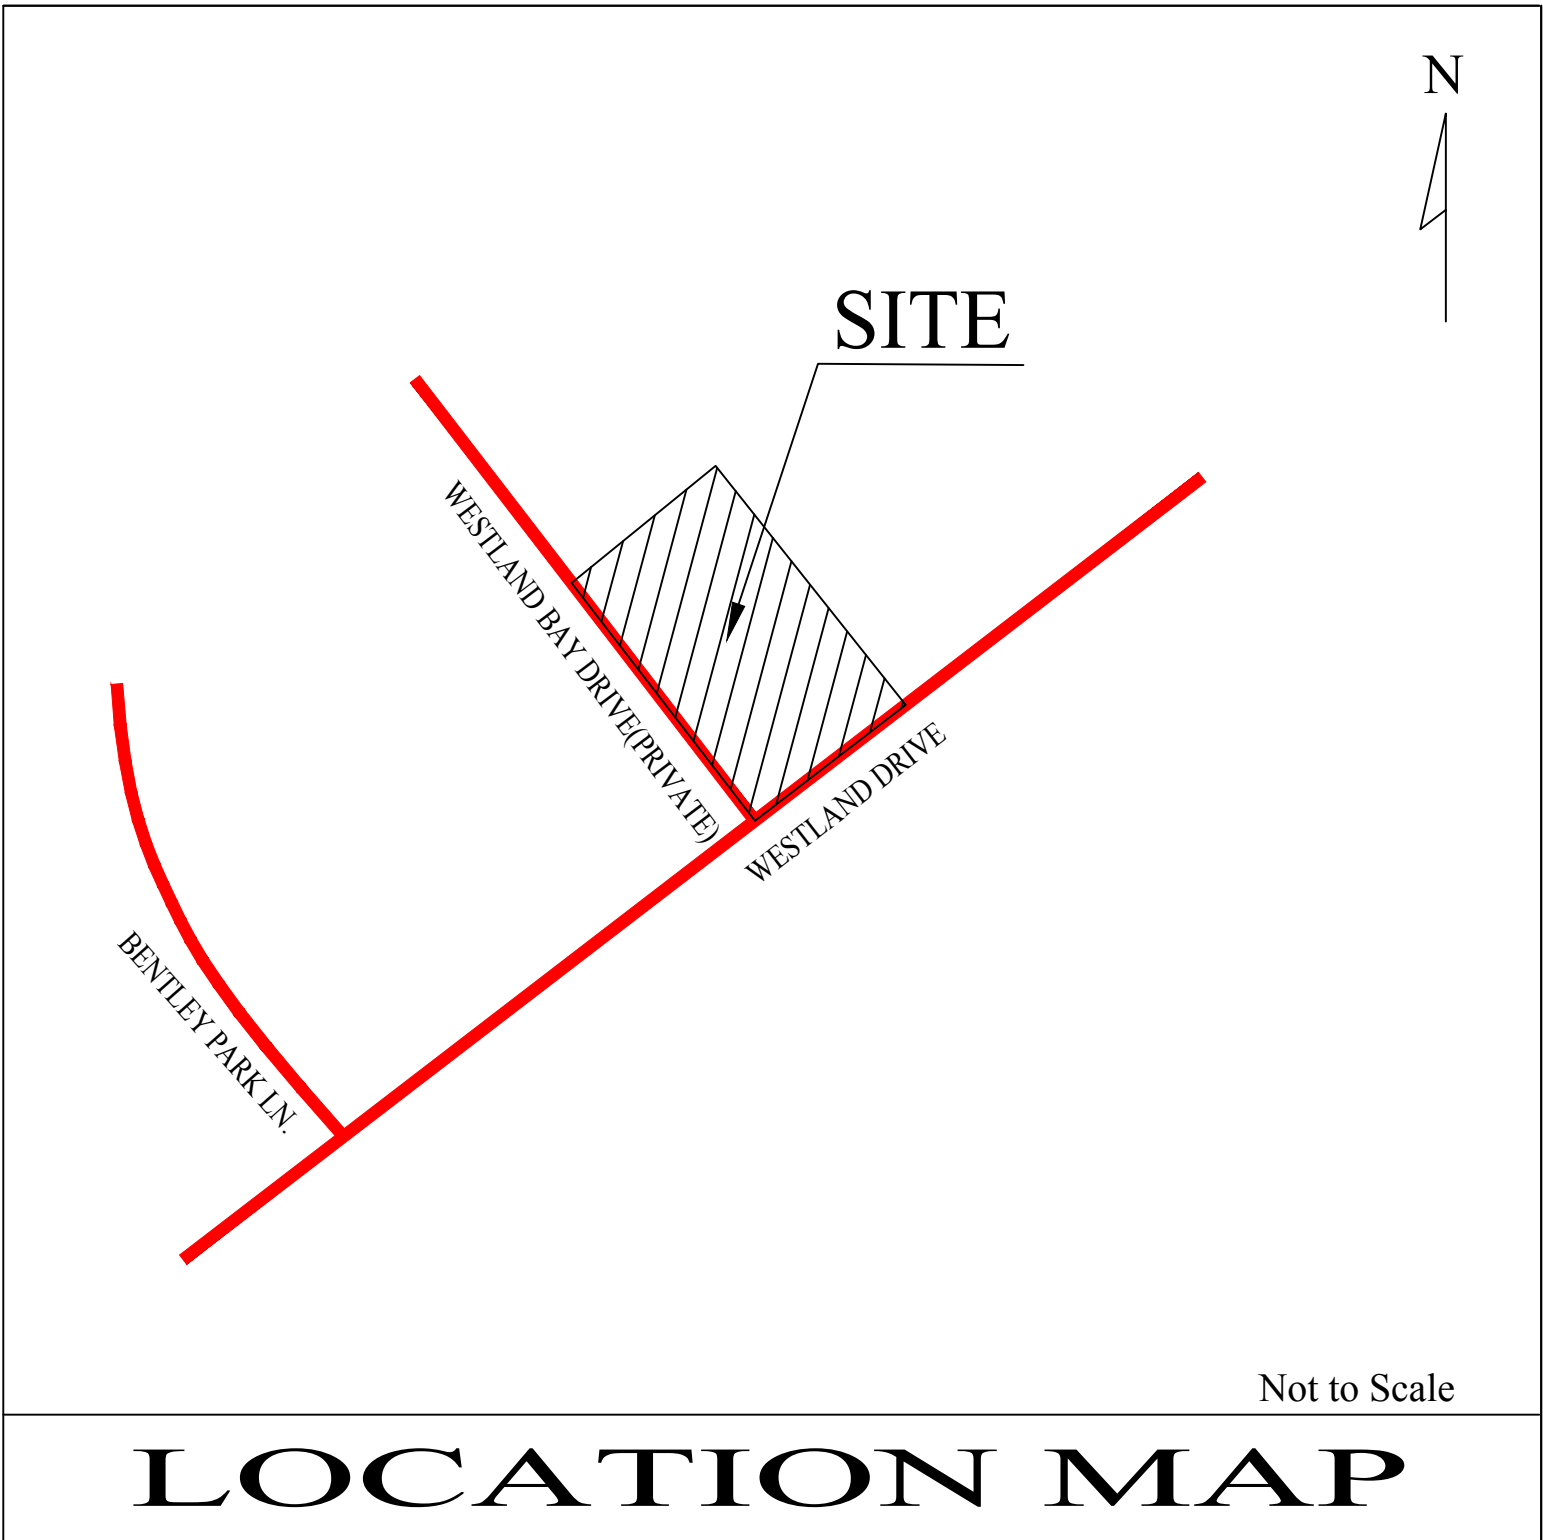 N
SITE
WESTLAND BAY DRIVE(PRIVATE)
WESTLAND DRIVE
BENTLEY PARK LN.
Not to Scale
LOCATION MAP